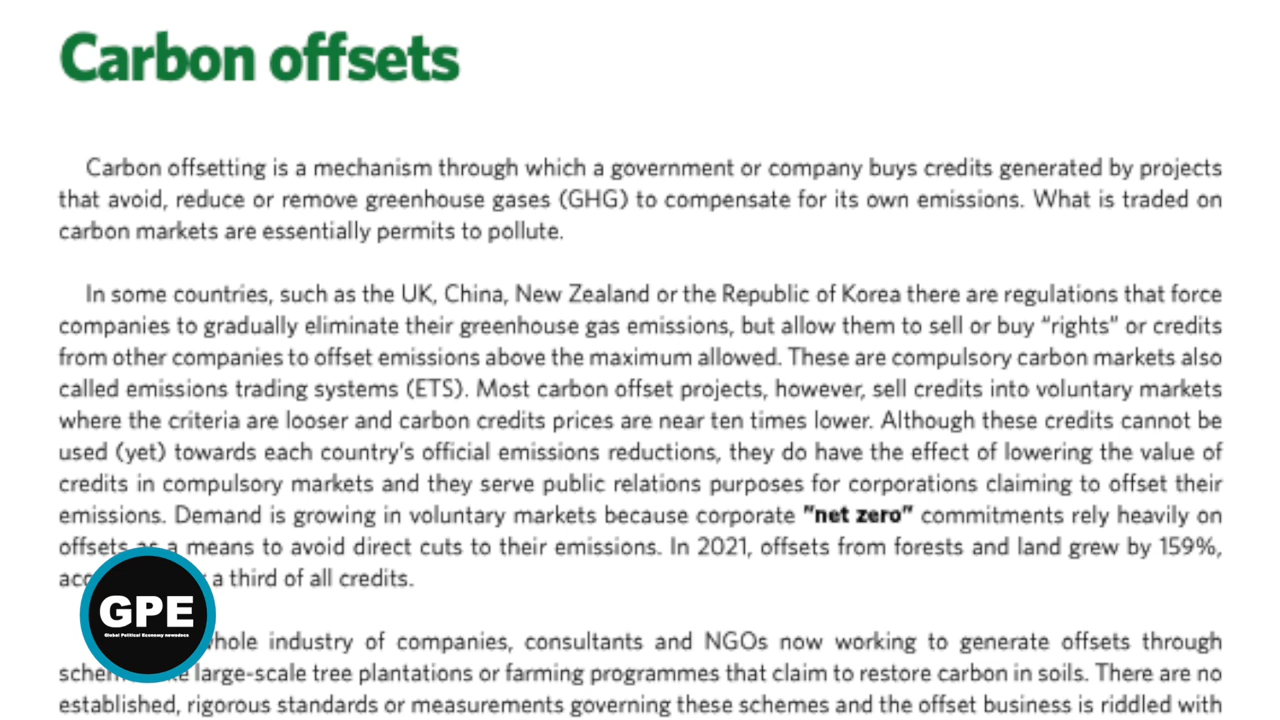 Carbon offsets
Carbon offsetting is a mechanism through which a government or company buys credits generated by projects
that avoid, reduce or remove greenhouse gases (GHG) to compensate for its own emissions. What is traded on
carbon markets are essentially permits to pollute.
In some countries, such as the UK, China, New Zealand or the Republic of Korea there are regulations that force
companies to gradually eliminate their greenhouse gas emissions, but allow them to sell or buy “rights” or credits
from other companies to offset emissions above the maximum allowed. These are compulsory carbon markets also
called emissions trading systems (ETS). Most carbon offset projects, however, sell credits into voluntary markets
where the criteria are looser and carbon credits prices are near ten times lower. Although these credits cannot be
used (yet) towards each country’s official emissions reductions, they do have the effect of lowering the value of
credits in compulsory markets and they serve public relations purposes for corporations claiming to offset their
emissions. Demand is growing in voluntary markets because corporate "net zero" commitments rely heavily on
offsets as a means to avoid direct cuts to their emissions. In 2021, offsets from forests and land grew by 159%,
a third of all credits.
whole industry of companies, consultants and NGOs now working to generate offsets through
large-scale tree plantations or farming programmes that claim to restore carbon in soils. There are no
established, rigorous standards or measurements governing these schemes and the offset business is riddled with
GPE
Global Political Economy newsdocs